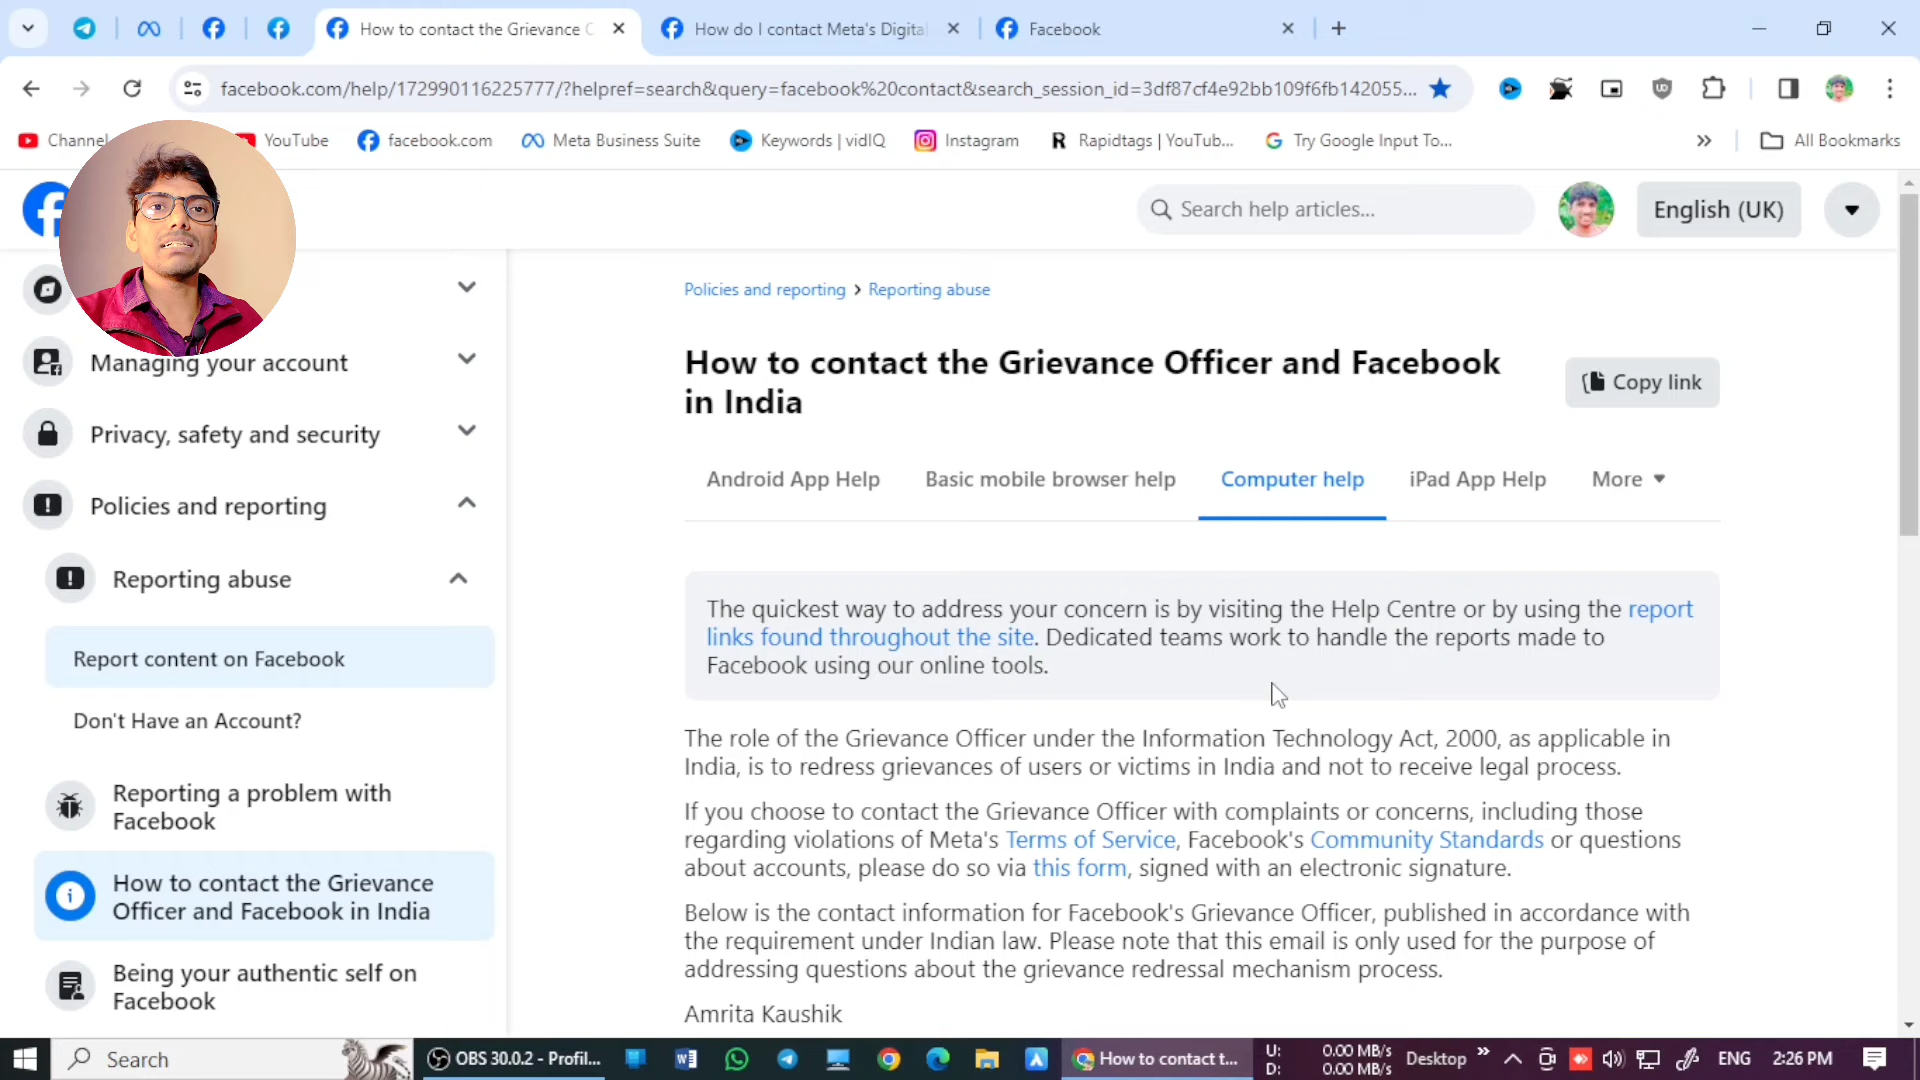 How to contact the Grievance
How do I contact Meta's Digital
Facebook
facebook.com/help/172990116225777/?helpref=search&query=facebook%20contact&search_session_id=3df87cf4e92bb109f6fb142055...
Channel
YouTube
facebook.com
Meta Business Suite
Keywords | vidIQ
Instagram
Rapidtags | YouTub...
Try Google Input To...
All Bookmarks
Search help articles...
English (UK)
Managing your account
Privacy, safety and security
Policies and reporting
Reporting abuse
Report content on Facebook
Don't Have an Account?
Reporting a problem with
Facebook
How to contact the Grievance
Officer and Facebook in India
Being your authentic self on
Facebook
Policies and reporting > Reporting abuse
How to contact the Grievance Officer and Facebook
in India
Copy link
Android App Help
Basic mobile browser help
Computer help
iPad App Help
More
The quickest way to address your concern is by visiting the Help Centre or by using the report
links found throughout the site. Dedicated teams work to handle the reports made to
Facebook using our online tools.
The role of the Grievance Officer under the Information Technology Act, 2000, as applicable in
India, is to redress grievances of users or victims in India and not to receive legal process.
If you choose to contact the Grievance Officer with complaints or concerns, including those
regarding violations of Meta's Terms of Service, Facebook's Community Standards or questions
about accounts, please do so via this form, signed with an electronic signature.
Below is the contact information for Facebook's Grievance Officer, published in accordance with
the requirement under Indian law. Please note that this email is only used for the purpose of
addressing questions about the grievance redressal mechanism process.
Amrita Kaushik
Search
OBS 30.0.2 - Profil...
How to contact t...
U: 0.00 MB/s
D: 0.00 MB/s
Desktop
ENG
2:26 PM